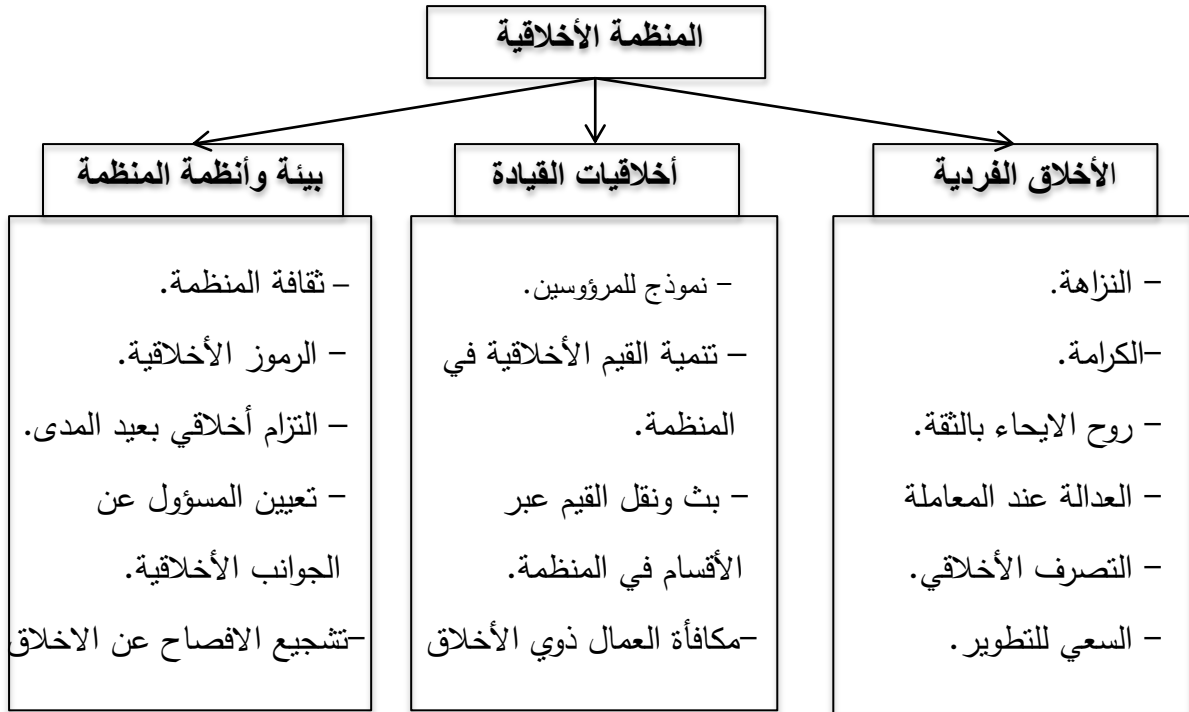 المنظمة الأخلاقية
الأخلاق الفردية
- النزاهة.
-الكرامة.
- روح الايحاء بالثقة.
- العدالة عند المعاملة
- التصرف الأخلاقي.
- السعي للتطوير.
أخلاقيات القيادة
- نموذج للمرؤوسين.
- تنمية القيم الأخلاقية في
المنظمة.
- بث ونقل القيم عبر
الأقسام في المنظمة.
-مكافأة العمال ذوي الأخلاق
بيئة وأنظمة المنظمة
- ثقافة المنظمة.
- الرموز الأخلاقية.
- التزام أخلاقي بعيد المدى.
- تعيين المسؤول عن
الجوانب الأخلاقية.
-تشجيع الافصاح عن الاخلاق